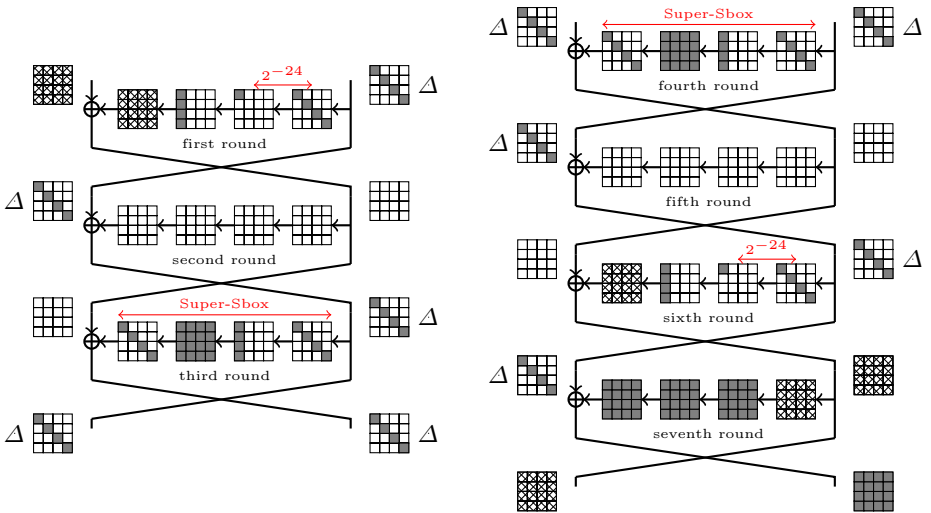 2⁻²⁴
Δ
first round
Δ
second round
Super-Sbox
Δ
third round
Δ Δ
Super-Sbox
Δ Δ
fourth round
Δ
fifth round
2⁻²⁴
Δ
sixth round
Δ
seventh round